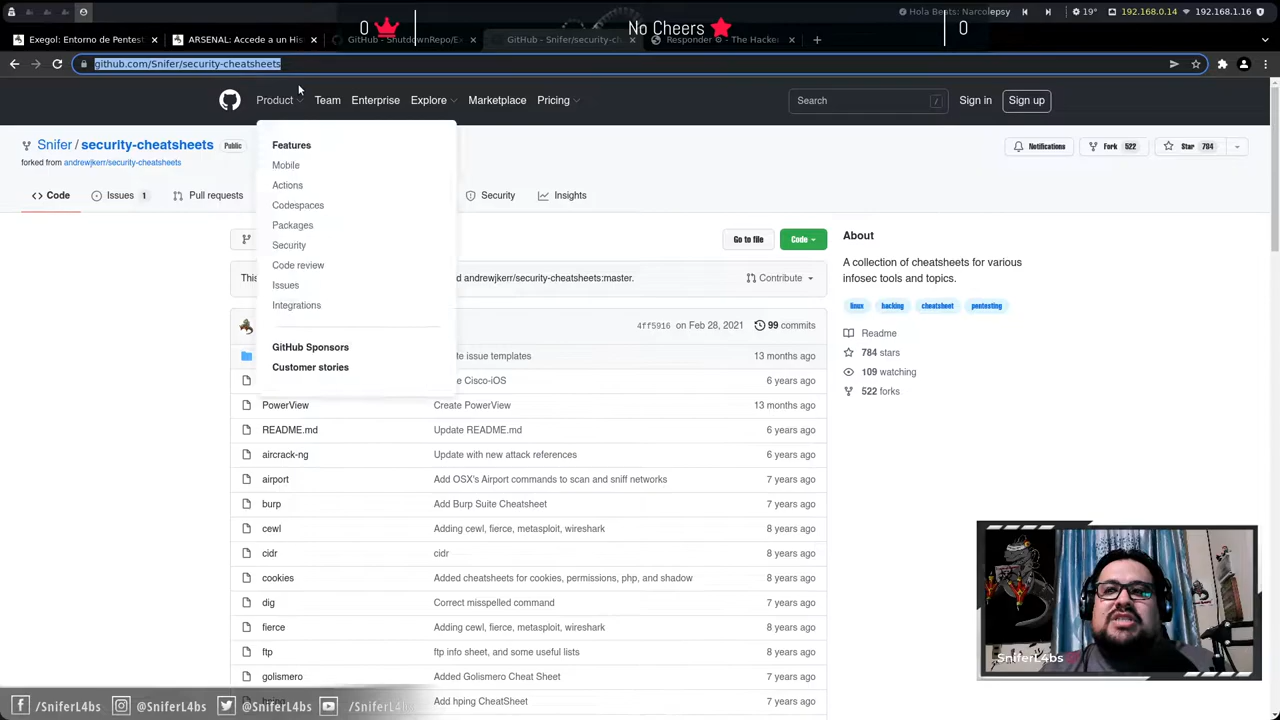 0
No Cheers
0
Hola Beats: Narcolepsy
19°
192.168.0.14
192.168.1.16
Exegol: Entorno de Pentest
ARSENAL: Accede a un His
GitHub - ShutdownRepo/E
GitHub - Snifer/security-ch
Responder ⚙ - The Hacker
github.com/Snifer/security-cheatsheets
Product
Team
Enterprise
Explore
Marketplace
Pricing
Search
/
Sign in
Sign up
Snifer / security-cheatsheets
Public
forked from andrewjkerr/security-cheatsheets
Notifications
Fork 522
Star 784
Code
Issues 1
Pull requests
Security
Insights
Features
Mobile
Actions
Codespaces
Packages
Security
Code review
Issues
Integrations
GitHub Sponsors
Customer stories
Go to file
Code
This
d andrewjkerr/security-cheatsheets:master.
Contribute
4ff5916 on Feb 28, 2021
99 commits
te issue templates
13 months ago
e Cisco-iOS
6 years ago
PowerView
Create PowerView
13 months ago
README.md
Update README.md
6 years ago
aircrack-ng
Update with new attack references
6 years ago
airport
Add OSX's Airport commands to scan and sniff networks
7 years ago
burp
Add Burp Suite Cheatsheet
7 years ago
cewl
Adding cewl, fierce, metasploit, wireshark
8 years ago
cidr
cidr
8 years ago
cookies
Added cheatsheets for cookies, permissions, php, and shadow
8 years ago
dig
Correct misspelled command
7 years ago
fierce
Adding cewl, fierce, metasploit, wireshark
8 years ago
ftp
ftp info sheet, and some useful lists
8 years ago
golismero
Added Golismero Cheat Sheet
8 years ago
hping
Add hping CheatSheet
7 years ago
About
A collection of cheatsheets for various
infosec tools and topics.
linux
hacking
cheatsheet
pentesting
Readme
784 stars
109 watching
522 forks
SniferL4bs
/SniferL4bs
@SniferL4bs
@SniferL4bs
/SniferL4bs